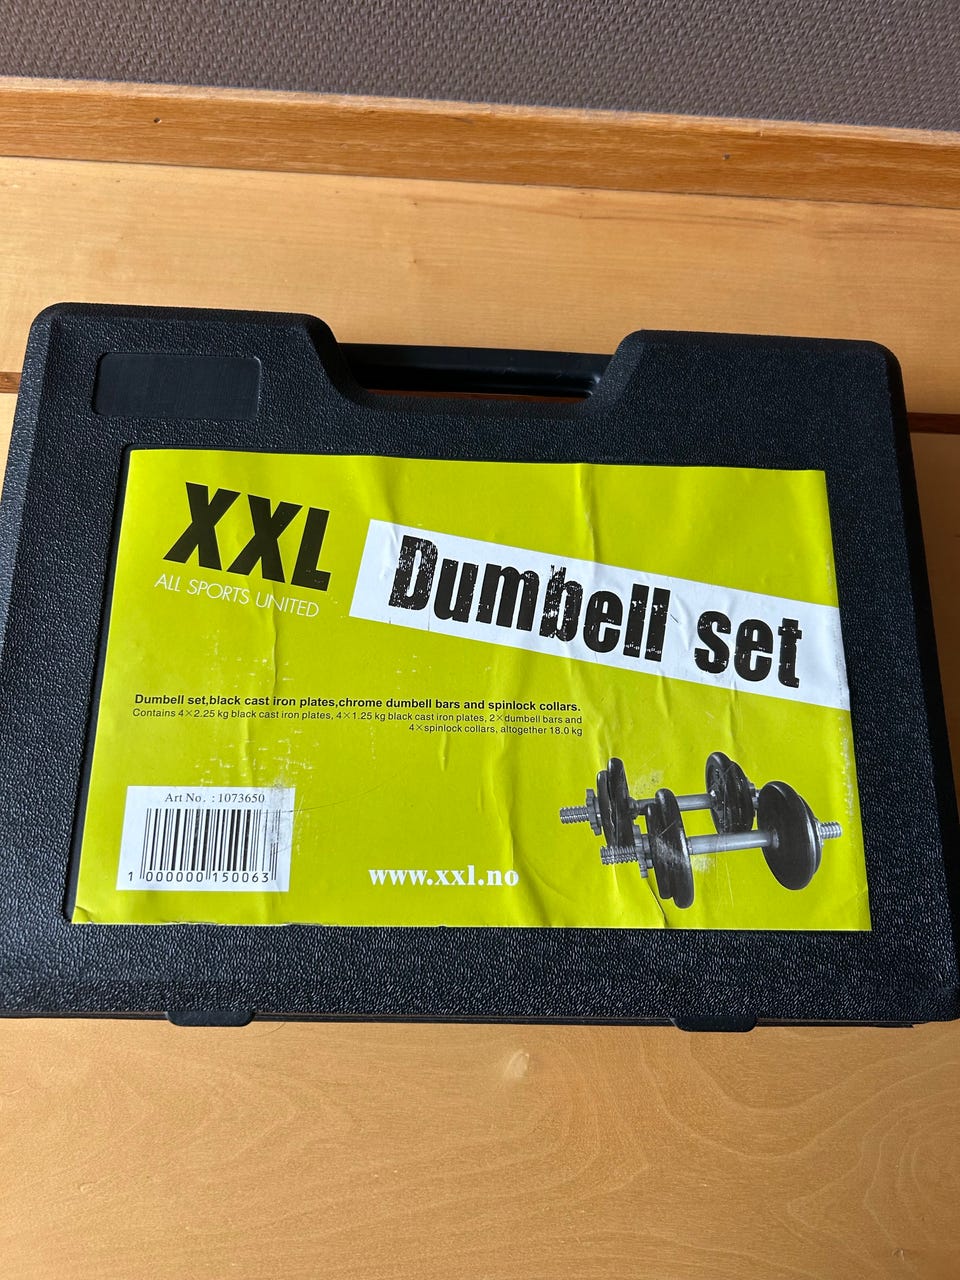 XXL
ALL SPORTS UNITED
Dumbell set
Dumbell set,black cast iron plates,chrome dumbell bars and spinlock collars.
Contains 4×2.25 kg black cast iron plates, 4×1.25 kg black cast iron plates, 2×dumbell bars and
4×spinlock collars, altogether 18.0 kg
Art No. : 1073650
1 000000 150063
www.xxl.no